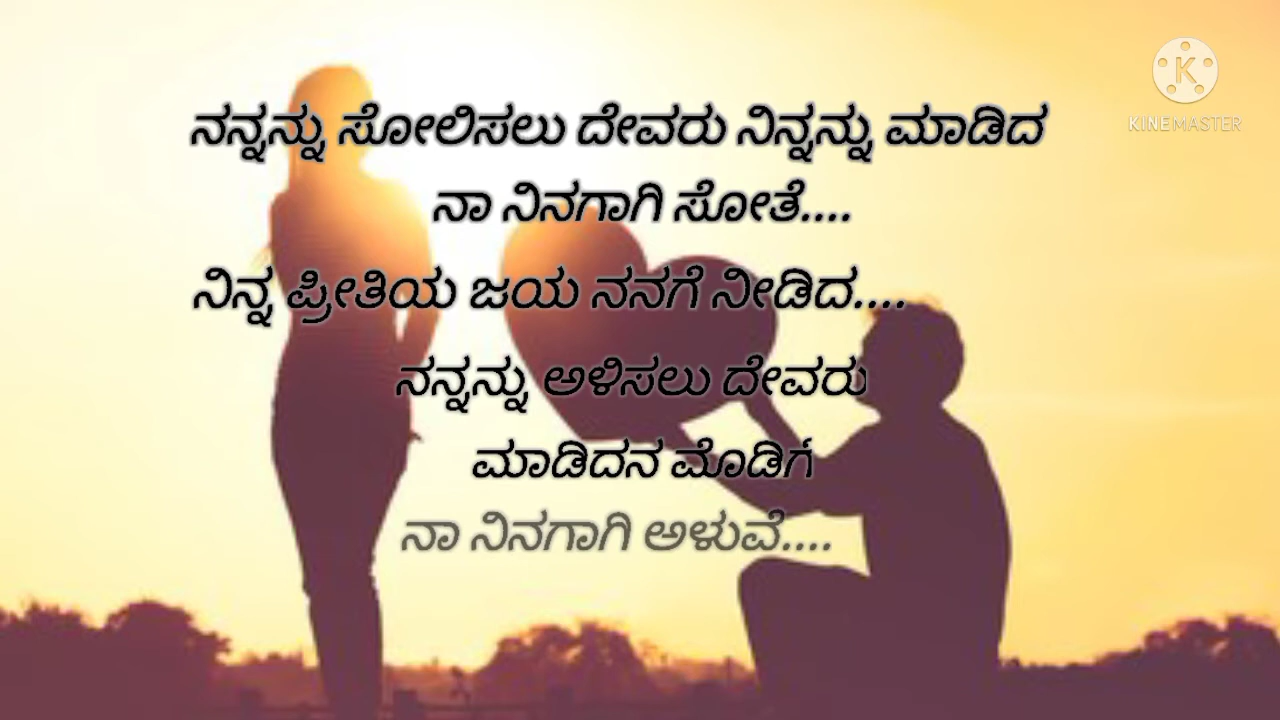 ನನ್ನನ್ನು ಸೋಲಿಸಲು ದೇವರು ನಿನ್ನನ್ನು ಮಾಡಿದ
ನಾ ನಿನಗಾಗಿ ಸೋತೆ....
ನಿನ್ನ ಪ್ರೀತಿಯ ಜಯ ನನಗೆ ನೀಡಿದ....
ನನ್ನನ್ನು ಅಳಿಸಲು ದೇವರು
ಮಾಡಿದನ ಮೊಡಿಗೆ
ನಾ ನಿನಗಾಗಿ ಅಳುವೆ....
KINEMASTER